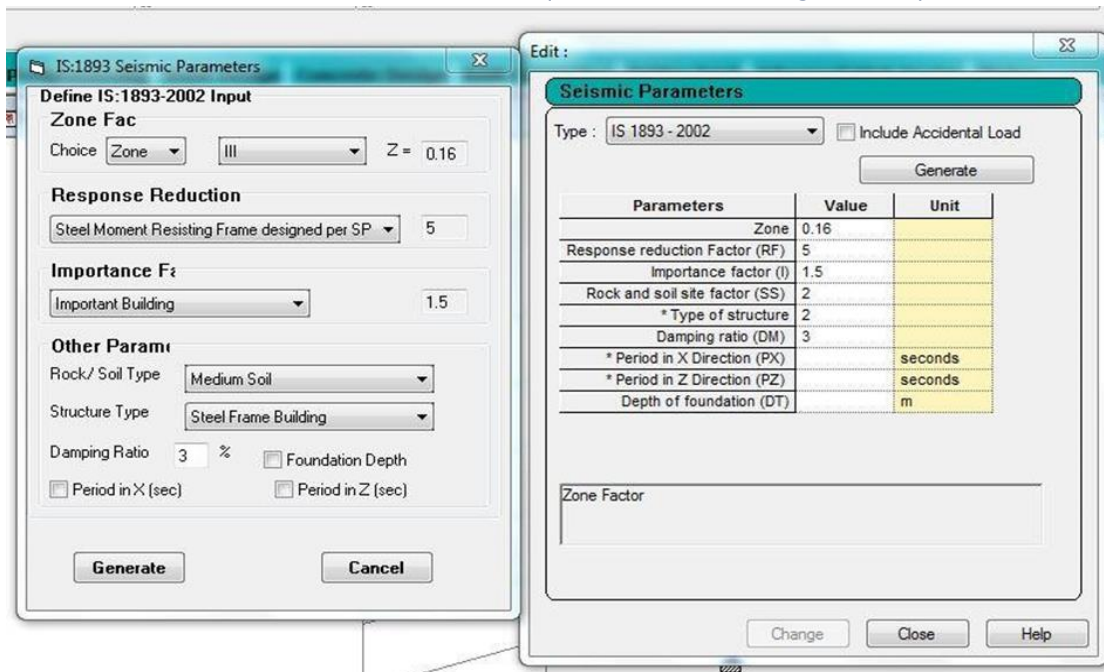 IS:1893 Seismic Parameters
Define IS:1893-2002 Input
Zone Fac
Choice Zone III Z = 0.16
Response Reduction
Steel Moment Resisting Frame designed per SP 5
Importance Fa
Important Building 1.5
Other Param
Rock/ Soil Type Medium Soil
Structure Type Steel Frame Building
Damping Ratio 3 % Foundation Depth
Period in X (sec) Period in Z (sec)
Generate Cancel
Edit :
Seismic Parameters
Type : IS 1893 - 2002 Include Accidental Load
Generate
Parameters Value Unit
Zone 0.16
Response reduction Factor (RF) 5
Importance factor (I) 1.5
Rock and soil site factor (SS) 2
* Type of structure 2
Damping ratio (DM) 3
* Period in X Direction (PX) seconds
* Period in Z Direction (PZ) seconds
Depth of foundation (DT) m
Zone Factor
Change Close Help